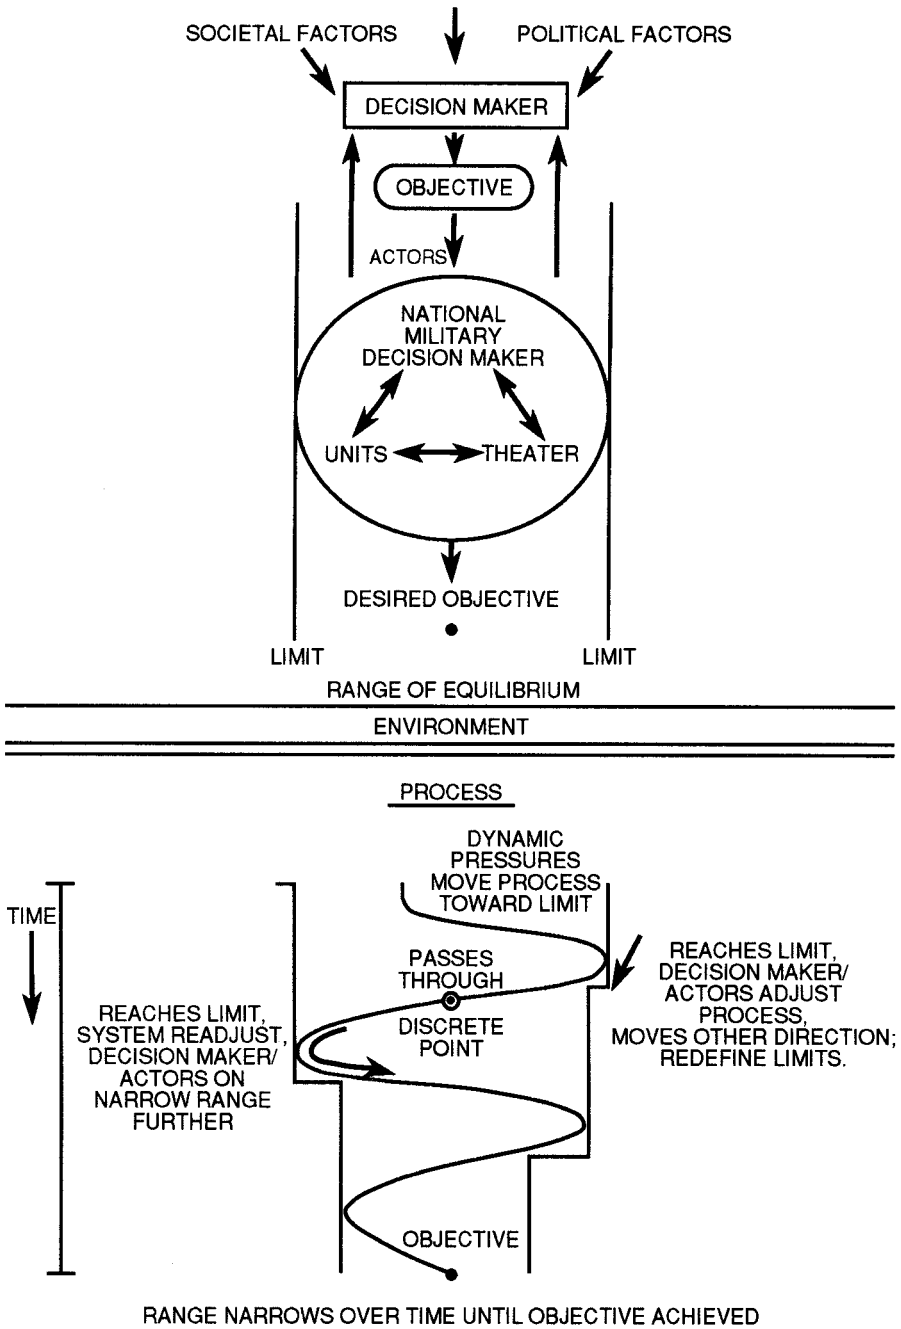 SOCIETAL FACTORS
POLITICAL FACTORS
DECISION MAKER
OBJECTIVE
ACTORS
NATIONAL
MILITARY
DECISION MAKER
UNITS
THEATER
DESIRED OBJECTIVE
LIMIT
LIMIT
RANGE OF EQUILIBRIUM
ENVIRONMENT
PROCESS
DYNAMIC
PRESSURES
MOVE PROCESS
TOWARD LIMIT
TIME
PASSES
THROUGH
DISCRETE
POINT
REACHES LIMIT,
DECISION MAKER/
ACTORS ADJUST
PROCESS,
MOVES OTHER DIRECTION;
REDEFINE LIMITS.
REACHES LIMIT,
SYSTEM READJUST,
DECISION MAKER/
ACTORS ON
NARROW RANGE
FURTHER
OBJECTIVE
RANGE NARROWS OVER TIME UNTIL OBJECTIVE ACHIEVED